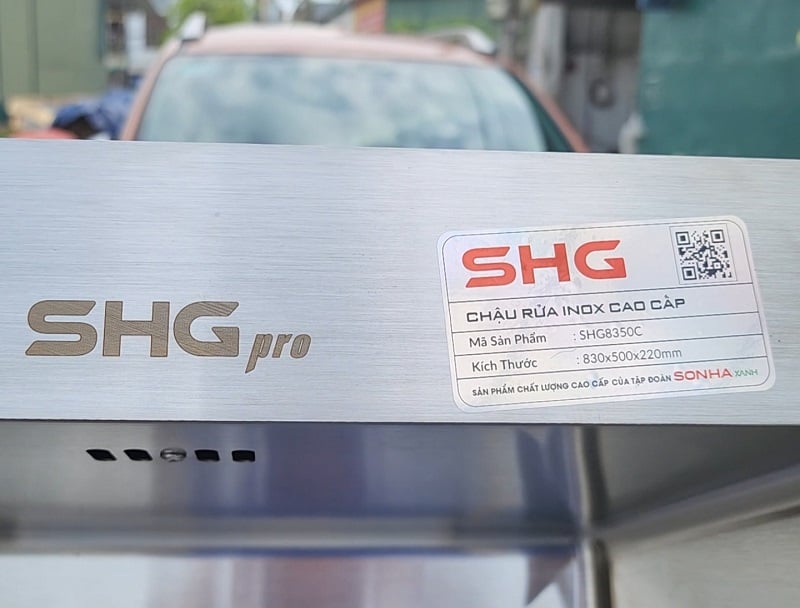 SHG pro
SHG
CHẬU RỬA INOX CAO CẤP
Mã Sản Phẩm : SHG8350C
Kích Thước : 830x500x220mm
SẢN PHẨM CHẤT LƯỢNG CAO CẤP CỦA TẬP ĐOÀN SONHA XANH